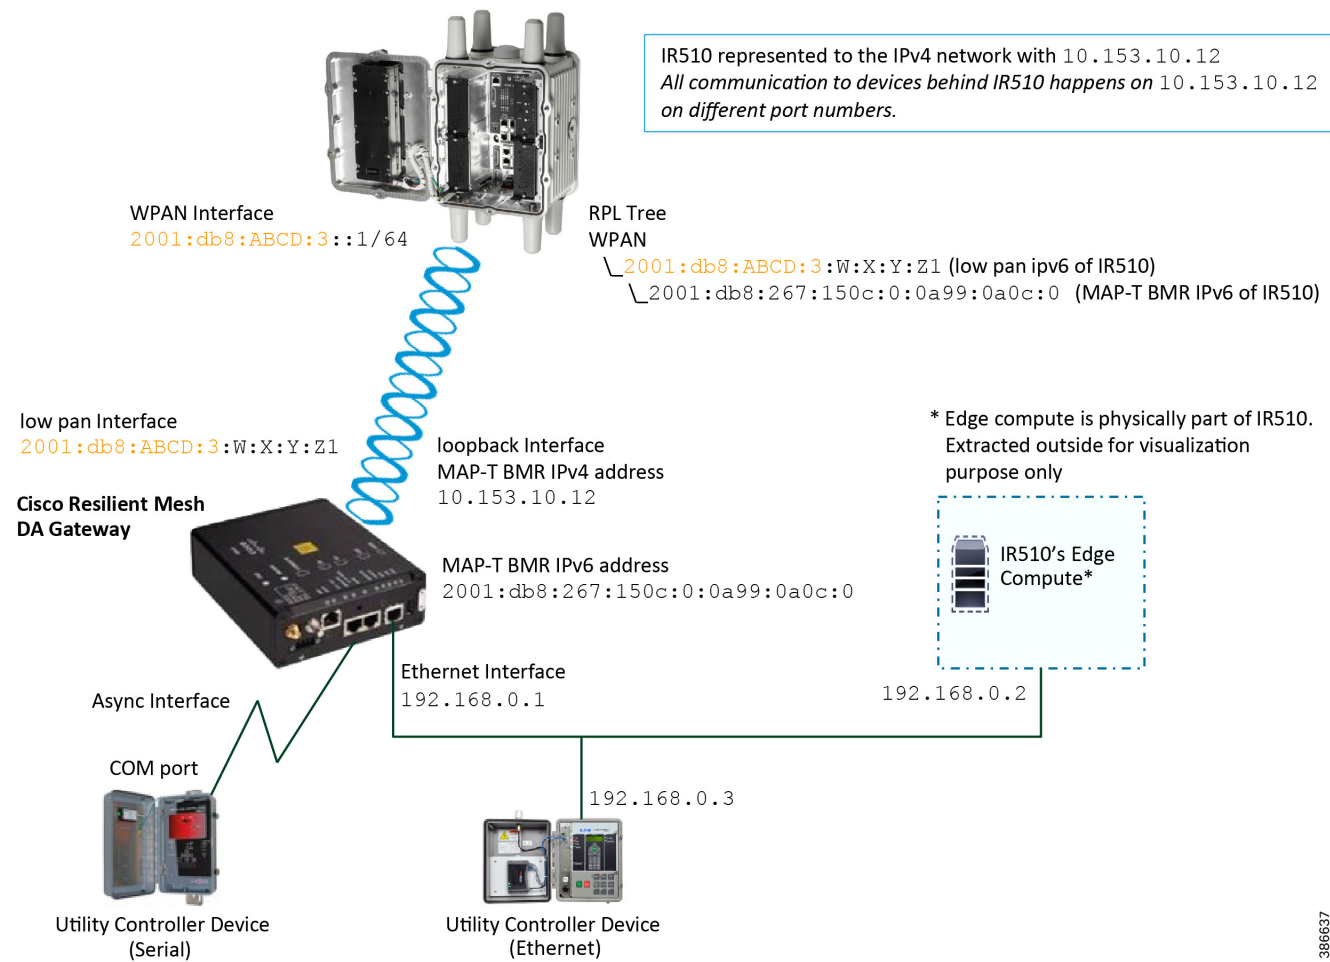 IR510 represented to the IPv4 network with 10.153.10.12
All communication to devices behind IR510 happens on 10.153.10.12
on different port numbers.
WPAN Interface
2001:db8:ABCD:3::1/64
RPL Tree
WPAN
\_2001:db8:ABCD:3:W:X:Y:Z1 (low pan ipv6 of IR510)
\_2001:db8:267:150c:0:0a99:0a0c:0 (MAP-T BMR IPv6 of IR510)
low pan Interface
2001:db8:ABCD:3:W:X:Y:Z1
loopback Interface
MAP-T BMR IPv4 address
10.153.10.12
* Edge compute is physically part of IR510.
Extracted outside for visualization
purpose only
Cisco Resilient Mesh
DA Gateway
MAP-T BMR IPv6 address
2001:db8:267:150c:0:0a99:0a0c:0
IR510's Edge
Compute*
Ethernet Interface
192.168.0.1
192.168.0.2
Async Interface
COM port
192.168.0.3
Utility Controller Device
(Serial)
Utility Controller Device
(Ethernet)
386637